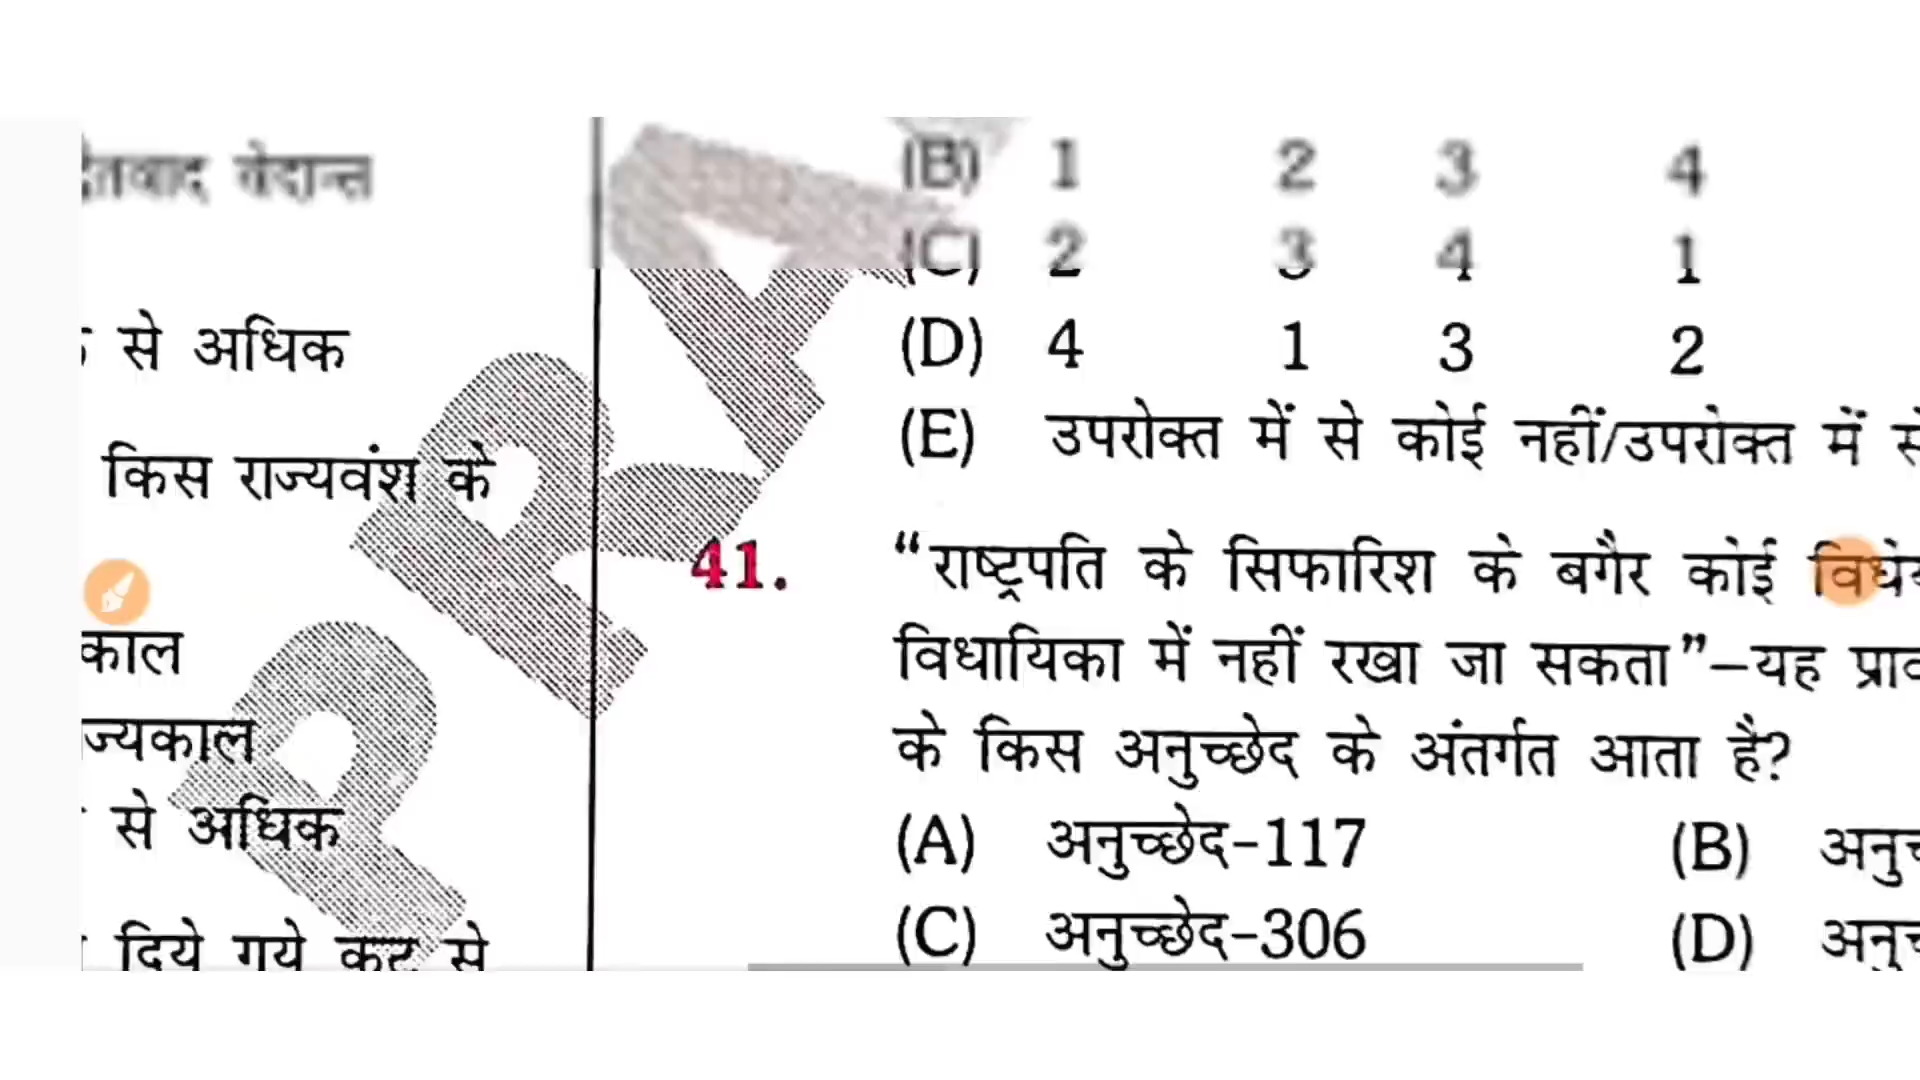 वेदान्त
से अधिक
किस राज्यवंश के
काल
ज्यकाल
से अधिक
दिये गये कूट से
(B) 1 2 3 4
(C) 2 3 4 1
(D) 4 1 3 2
(E) उपरोक्त में से कोई नहीं/उपरोक्त में
41. “राष्ट्रपति के सिफारिश के बगैर कोई
विधायिका में नहीं रखा जा सकता”–यह
के किस अनुच्छेद के अंतर्गत आता है?
(A) अनुच्छेद-117 (B)
(C) अनुच्छेद-306 (D)